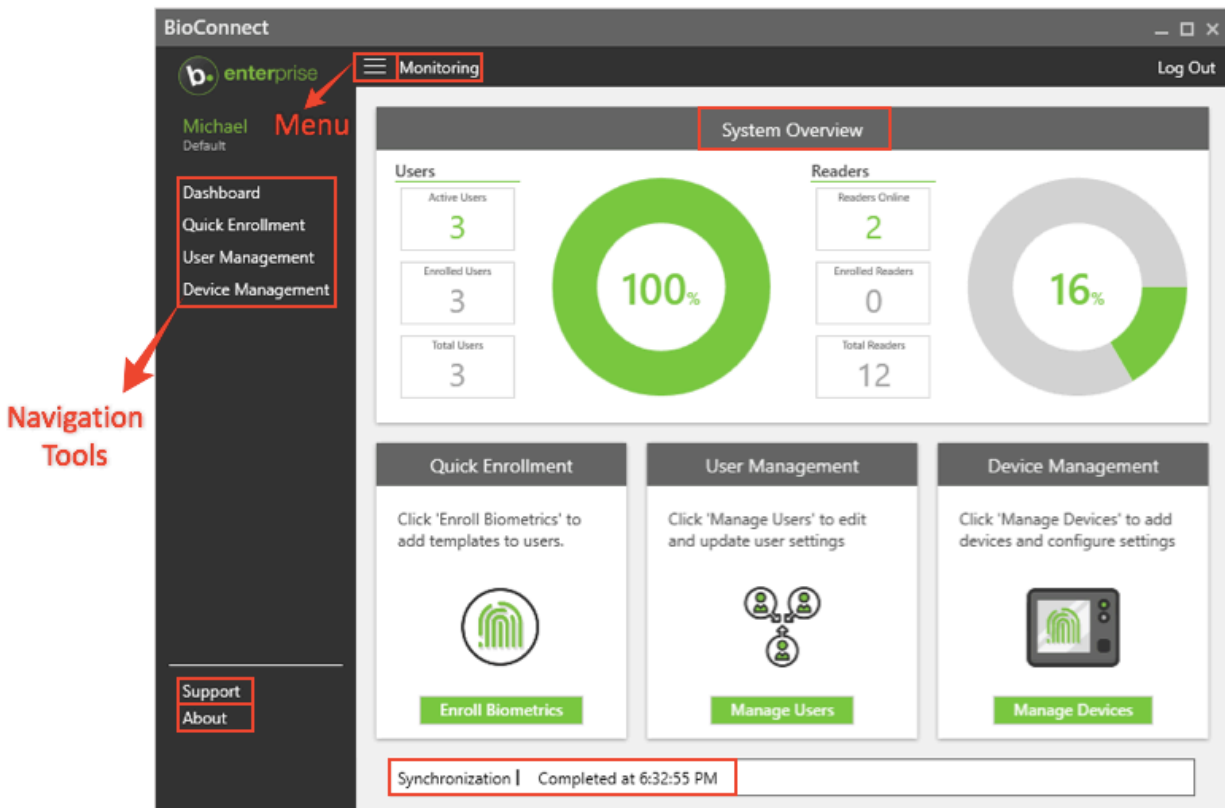 BioConnect
b. enterprise
Monitoring
Log Out
Michael
Default
Menu
Dashboard
Quick Enrollment
User Management
Device Management
Navigation
Tools
Support
About
System Overview
Users
Active Users
3
Enrolled Users
3
Total Users
3
100%
Readers
Readers Online
2
Enrolled Readers
0
Total Readers
12
16%
Quick Enrollment
Click 'Enroll Biometrics' to
add templates to users.
Enroll Biometrics
User Management
Click 'Manage Users' to edit
and update user settings
Manage Users
Device Management
Click 'Manage Devices' to add
devices and configure settings
Manage Devices
Synchronization | Completed at 6:32:55 PM